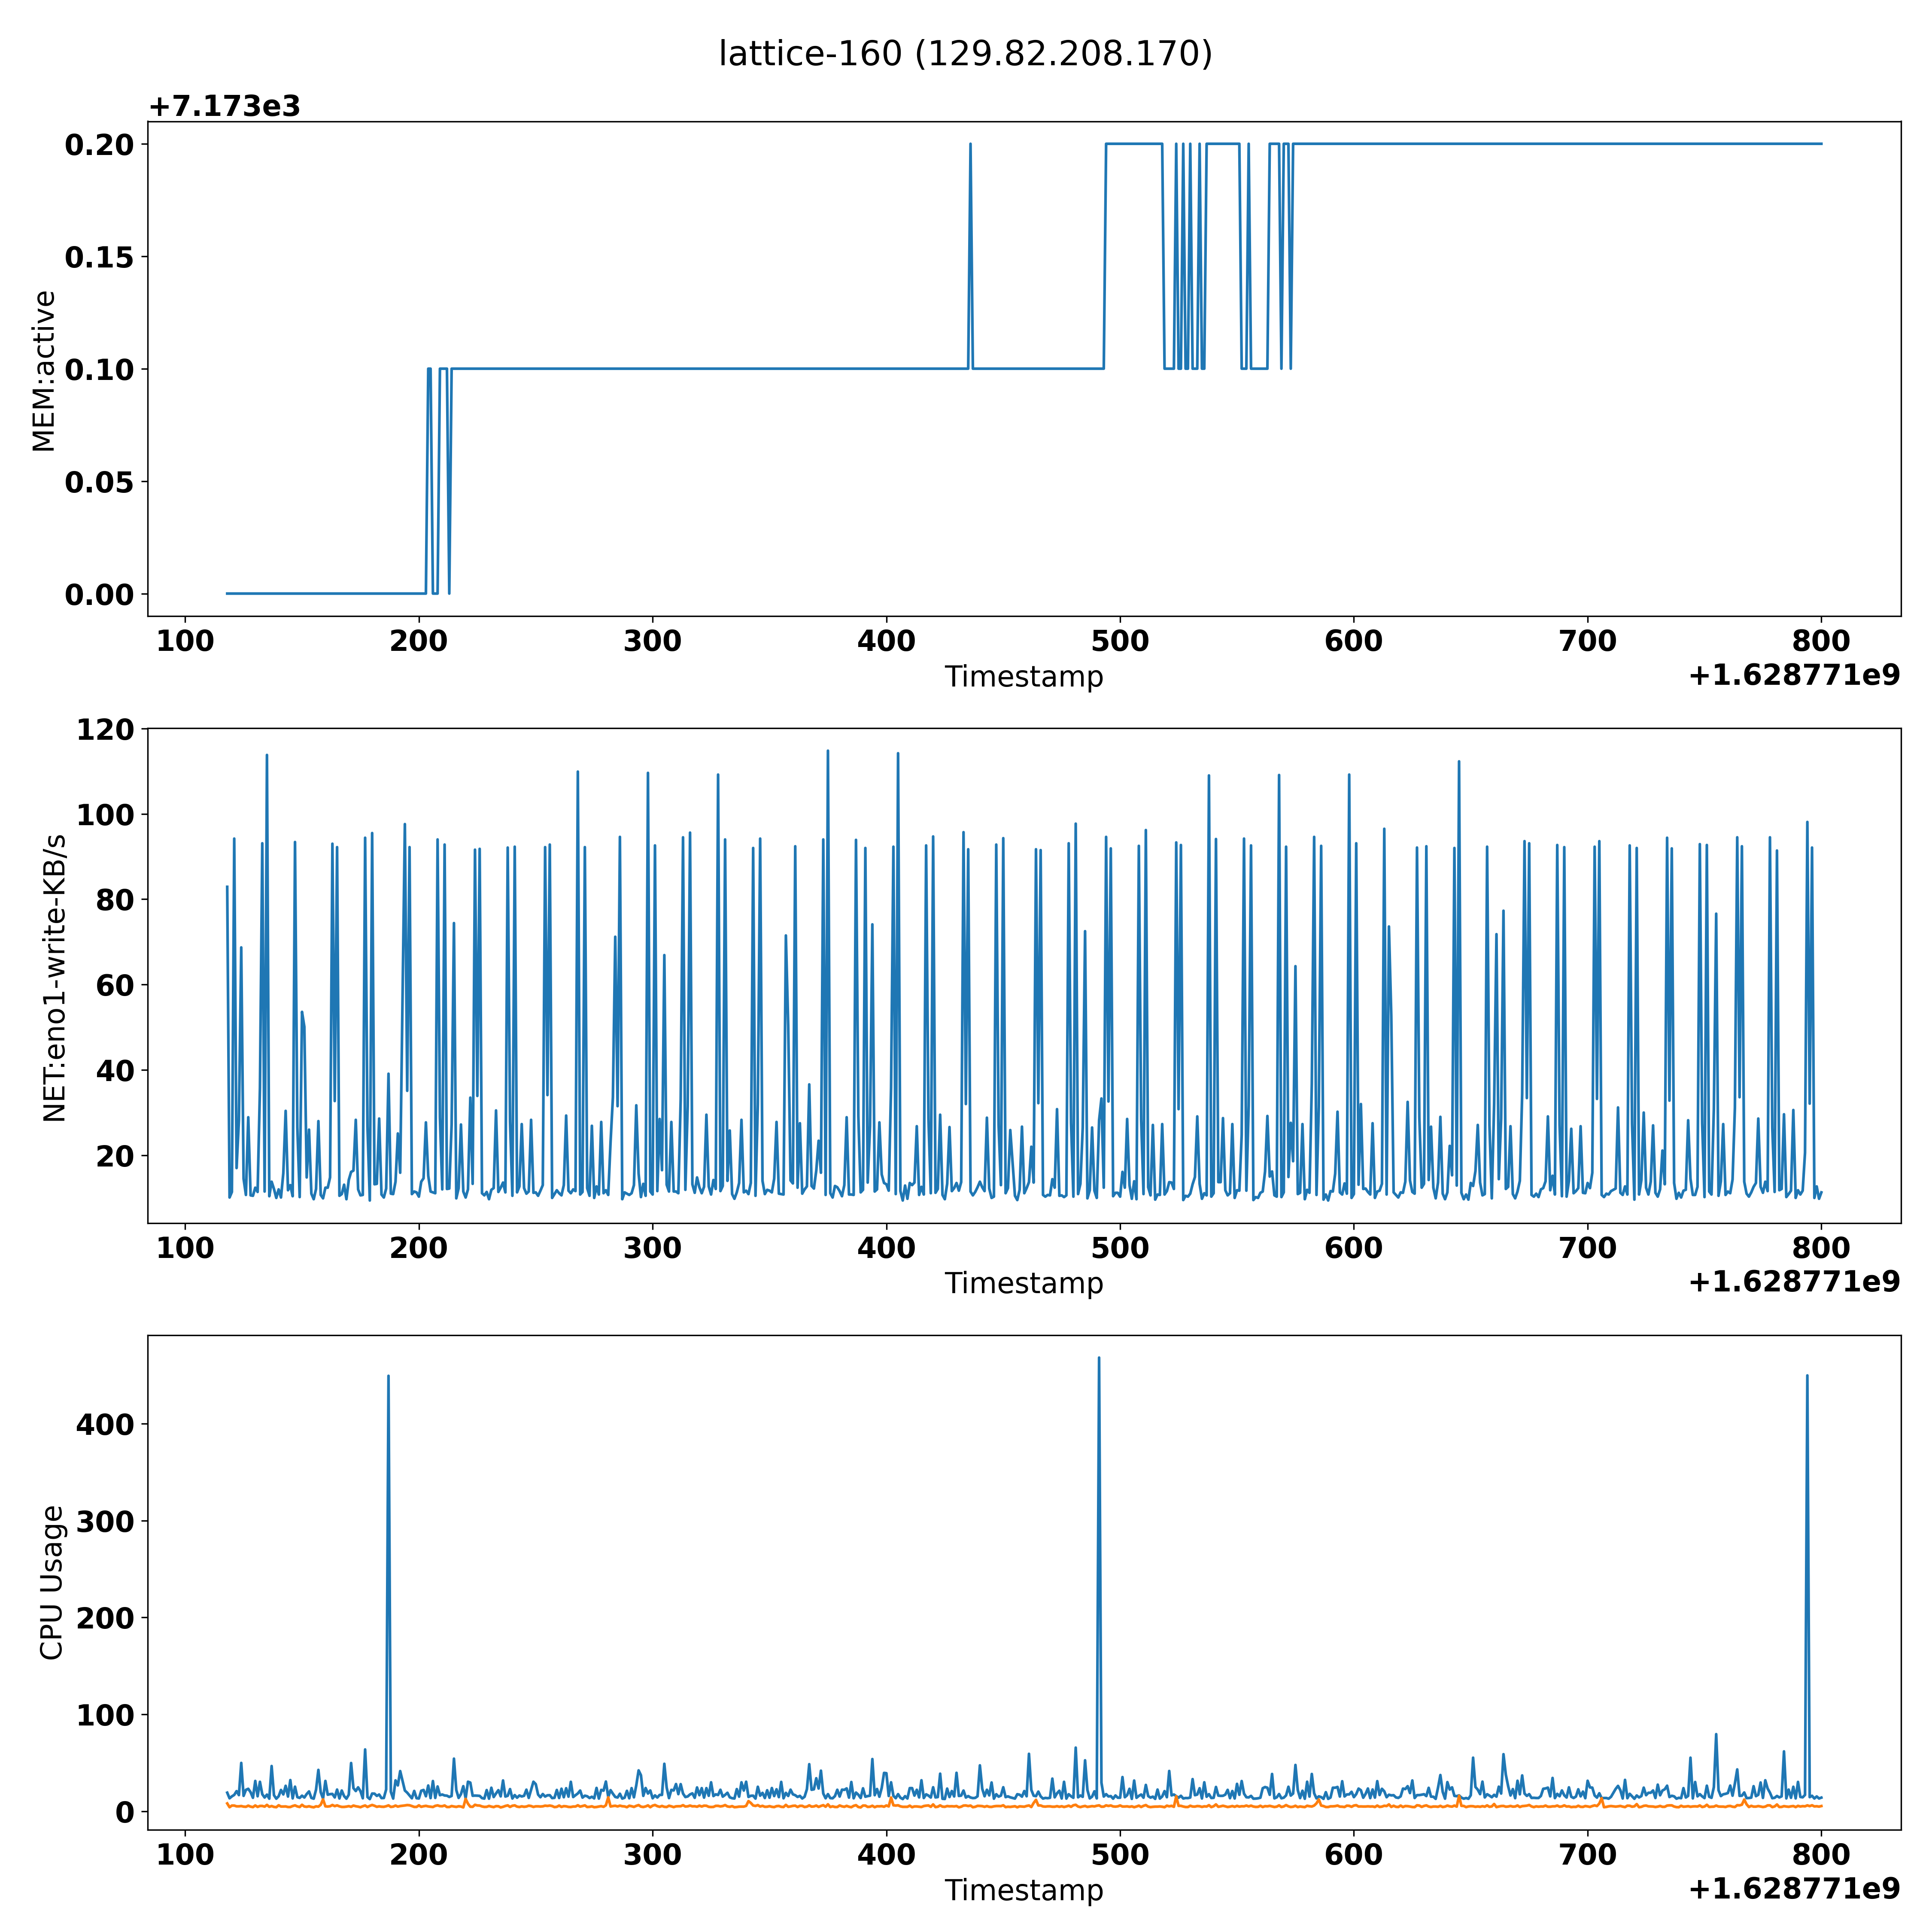 lattice-160 (129.82.208.170)
+7.173e3
0.20
0.15
0.10
0.05
0.00
MEM:active
100 200 300 400 500 600 700 800
Timestamp
+1.628771e9
120
100
80
60
40
20
NET:eno1-write-KB/s
100 200 300 400 500 600 700 800
Timestamp
+1.628771e9
400
300
200
100
0
CPU Usage
100 200 300 400 500 600 700 800
Timestamp
+1.628771e9